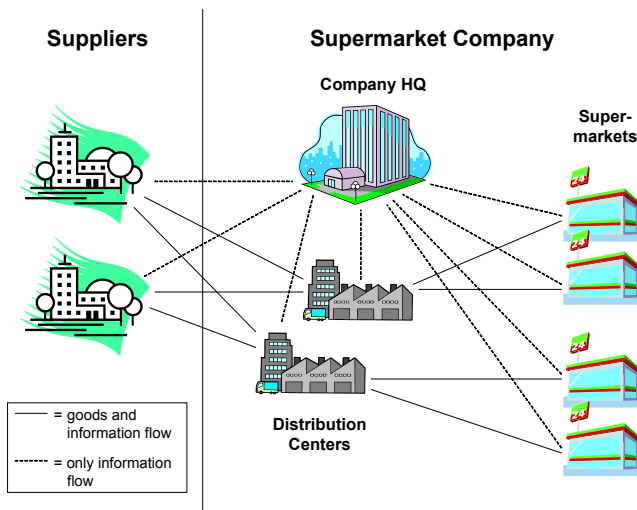 Suppliers
Supermarket Company
Company HQ
Super-
markets
24
24
24
24
Distribution
Centers
= goods and
information flow
= only information
flow